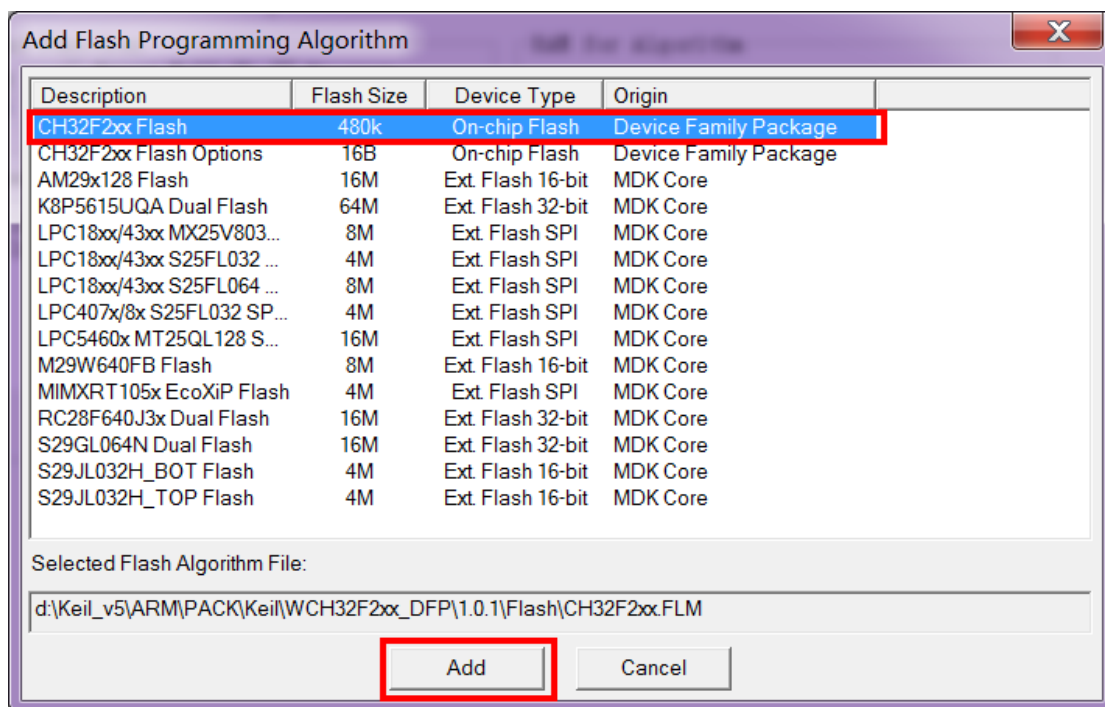 Add Flash Programming Algorithm
Description Flash Size Device Type Origin
CH32F2xx Flash 480k On-chip Flash Device Family Package
CH32F2xx Flash Options 16B On-chip Flash Device Family Package
AM29x128 Flash 16M Ext. Flash 16-bit MDK Core
K8P5615UQA Dual Flash 64M Ext. Flash 32-bit MDK Core
LPC18xx/43xx MX25V803... 8M Ext. Flash SPI MDK Core
LPC18xx/43xx S25FL032 ... 4M Ext. Flash SPI MDK Core
LPC18xx/43xx S25FL064 ... 8M Ext. Flash SPI MDK Core
LPC407x/8x S25FL032 SP... 4M Ext. Flash SPI MDK Core
LPC5460x MT25QL128 S... 16M Ext. Flash SPI MDK Core
M29W640FB Flash 8M Ext. Flash 16-bit MDK Core
MIMXRT105x EcoXiP Flash 4M Ext. Flash SPI MDK Core
RC28F640J3x Dual Flash 16M Ext. Flash 32-bit MDK Core
S29GL064N Dual Flash 16M Ext. Flash 32-bit MDK Core
S29JL032H_BOT Flash 4M Ext. Flash 16-bit MDK Core
S29JL032H_TOP Flash 4M Ext. Flash 16-bit MDK Core
Selected Flash Algorithm File:
d:\Keil_v5\ARM\PACK\Keil\WCH32F2xx_DFP\1.0.1\Flash\CH32F2xx.FLM
Add Cancel